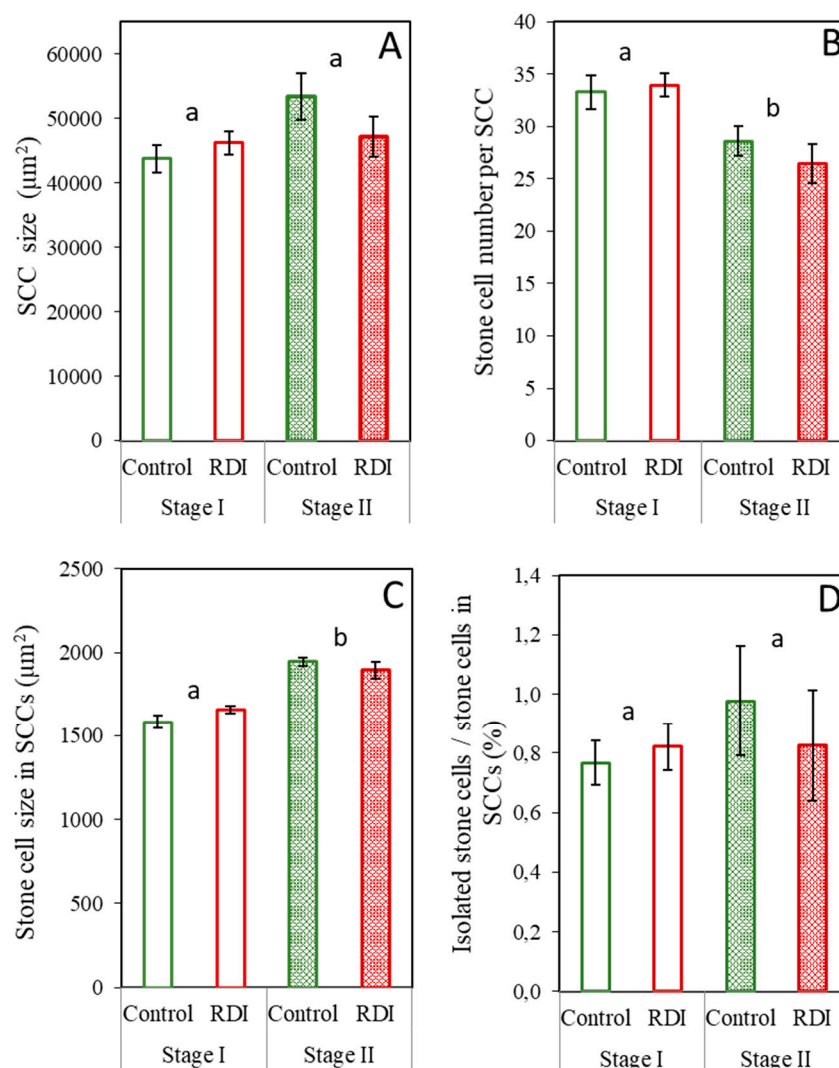 A
SCC size (µm²)
60000
50000
40000
30000
20000
10000
0
a
a
Control RDI Control RDI
Stage I Stage II
B
Stone cell number per SCC
40
35
30
25
20
15
10
5
0
a
b
Control RDI Control RDI
Stage I Stage II
C
Stone cell size in SCCs (µm²)
2500
2000
1500
1000
500
0
a
b
Control RDI Control RDI
Stage I Stage II
D
Isolated stone cells / stone cells in
SCCs (%)
1,4
1,2
1,0
0,8
0,6
0,4
0,2
0,0
a
a
Control RDI Control RDI
Stage I Stage II